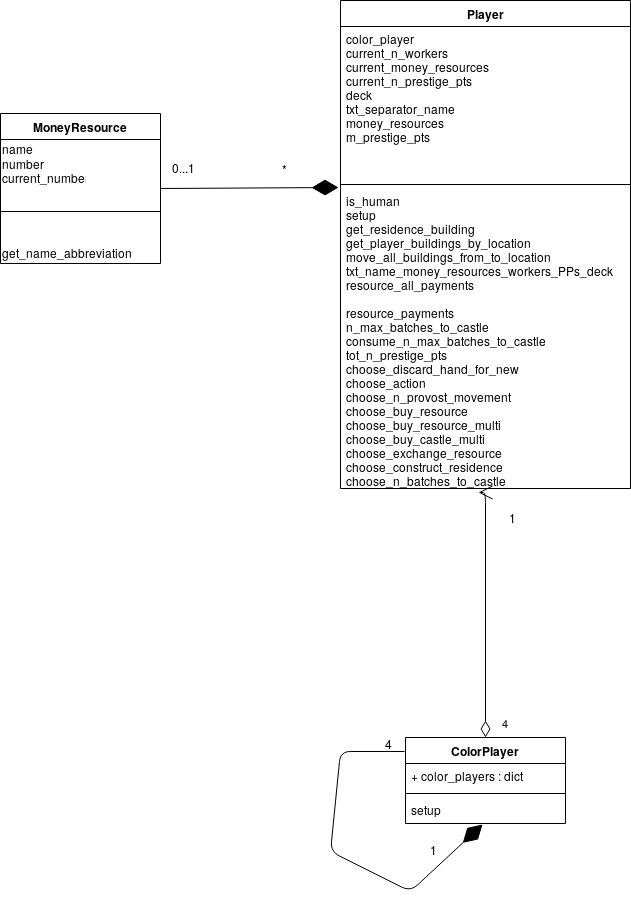 Player
color_player
current_n_workers
current_money_resources
current_n_prestige_pts
deck
txt_separator_name
money_resources
m_prestige_pts
is_human
setup
get_residence_building
get_player_buildings_by_location
move_all_buildings_from_to_location
txt_name_money_resources_workers_PPs_deck
resource_all_payments
resource_payments
n_max_batches_to_castle
consume_n_max_batches_to_castle
tot_n_prestige_pts
choose_discard_hand_for_new
choose_action
choose_n_provost_movement
choose_buy_resource
choose_buy_resource_multi
choose_buy_castle_multi
choose_exchange_resource
choose_construct_residence
choose_n_batches_to_castle
MoneyResource
name
number
current_number
get_name_abbreviation
0...1
*
1
4
ColorPlayer
+ color_players : dict
setup
4
1